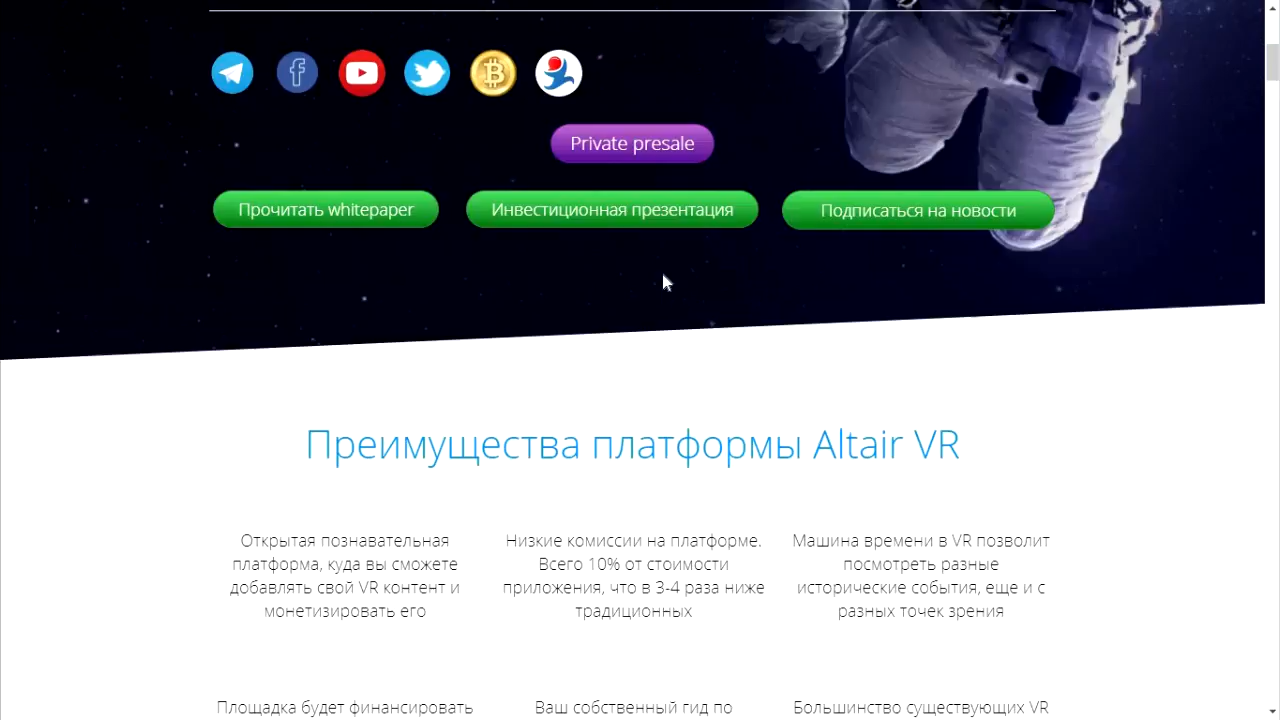 Private presale
Прочитать whitepaper
Инвестиционная презентация
Подписаться на новости
Преимущества платформы Altair VR
Открытая познавательная
платформа, куда вы сможете
добавлять свой VR контент и
монетизировать его
Низкие комиссии на платформе.
Всего 10% от стоимости
приложения, что в 3-4 раза ниже
традиционных
Машина времени в VR позволит
посмотреть разные
исторические события, еще и с
разных точек зрения
Площадка будет финансировать
Ваш собственный гид по
Большинство существующих VR